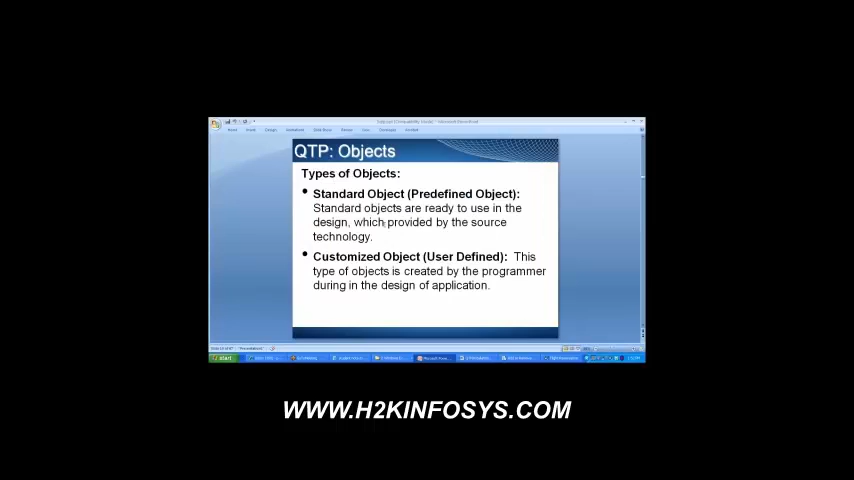 QTP: Objects
Types of Objects:
• Standard Object (Predefined Object):
Standard objects are ready to use in the
design, which provided by the source
technology.
• Customized Object (User Defined): This
type of objects is created by the programmer
during in the design of application.
start
WWW.H2KINFOSYS.COM